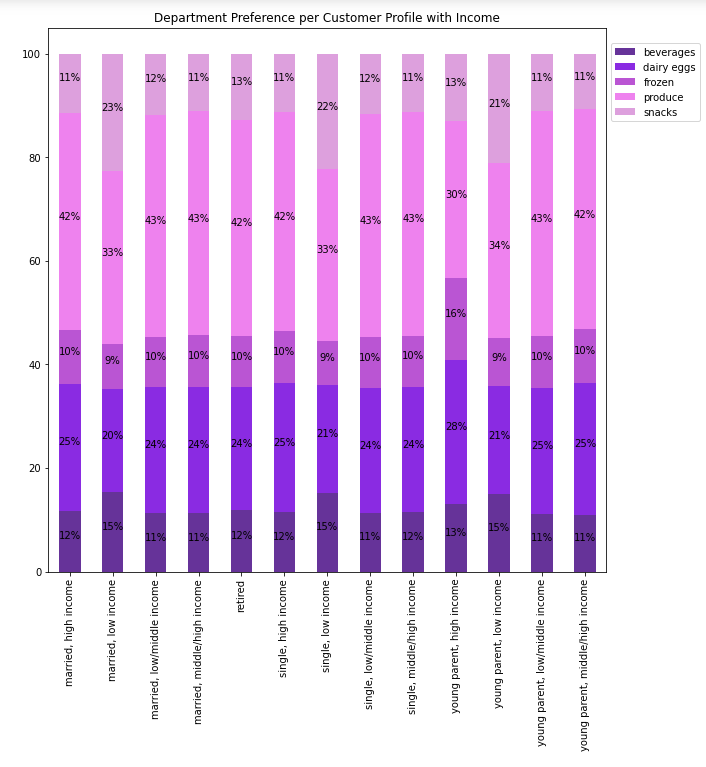 Department Preference per Customer Profile with Income
beverages
dairy eggs
frozen
produce
snacks
100
80
60
40
20
0
11% 23% 12% 11% 13% 11% 22% 12% 11% 13% 21% 11% 11%
42% 33% 43% 43% 42% 42% 33% 43% 43% 30% 34% 43% 42%
10% 9% 10% 10% 10% 10% 9% 10% 10% 16% 9% 10% 10%
25% 20% 24% 24% 24% 25% 21% 24% 24% 28% 21% 25% 25%
12% 15% 11% 11% 12% 12% 15% 11% 12% 13% 15% 11% 11%
married, high income
married, low income
married, low/middle income
married, middle/high income
retired
single, high income
single, low income
single, low/middle income
single, middle/high income
young parent, high income
young parent, low income
young parent, low/middle income
young parent, middle/high income